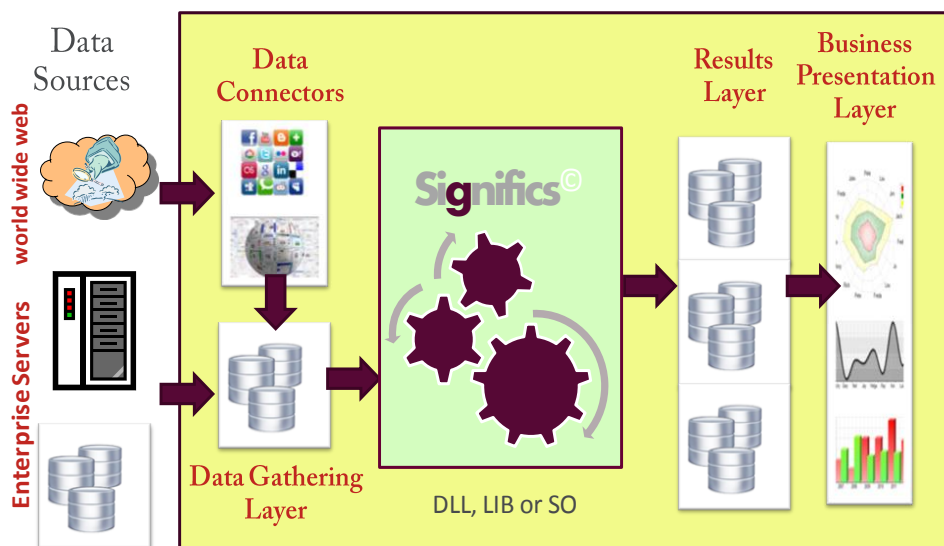 Data
Sources
world wide web
Enterprise Servers
Data
Connectors
Data Gathering
Layer
Significs©
DLL, LIB or SO
Results
Layer
Business
Presentation
Layer